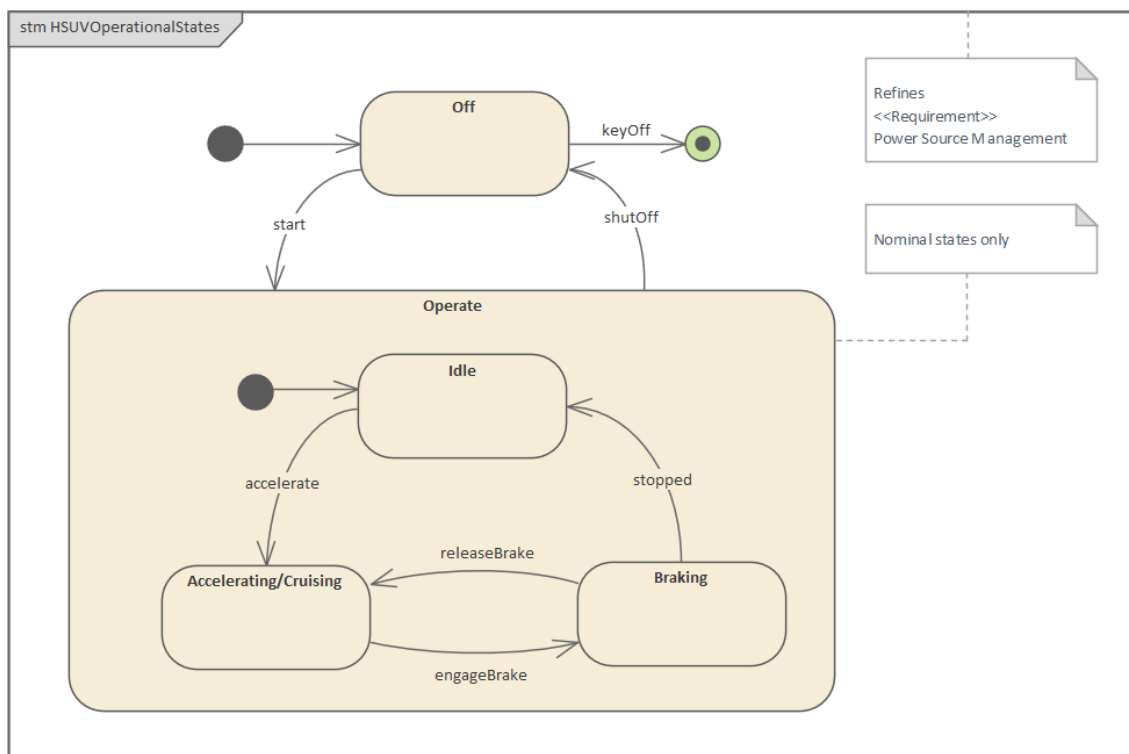 stm HSUVOperationalStates
Off
keyOff
Refines
<<Requirement>>
Power Source Management
start
shutOff
Nominal states only
Operate
Idle
accelerate
stopped
releaseBrake
Accelerating/Cruising
Braking
engageBrake